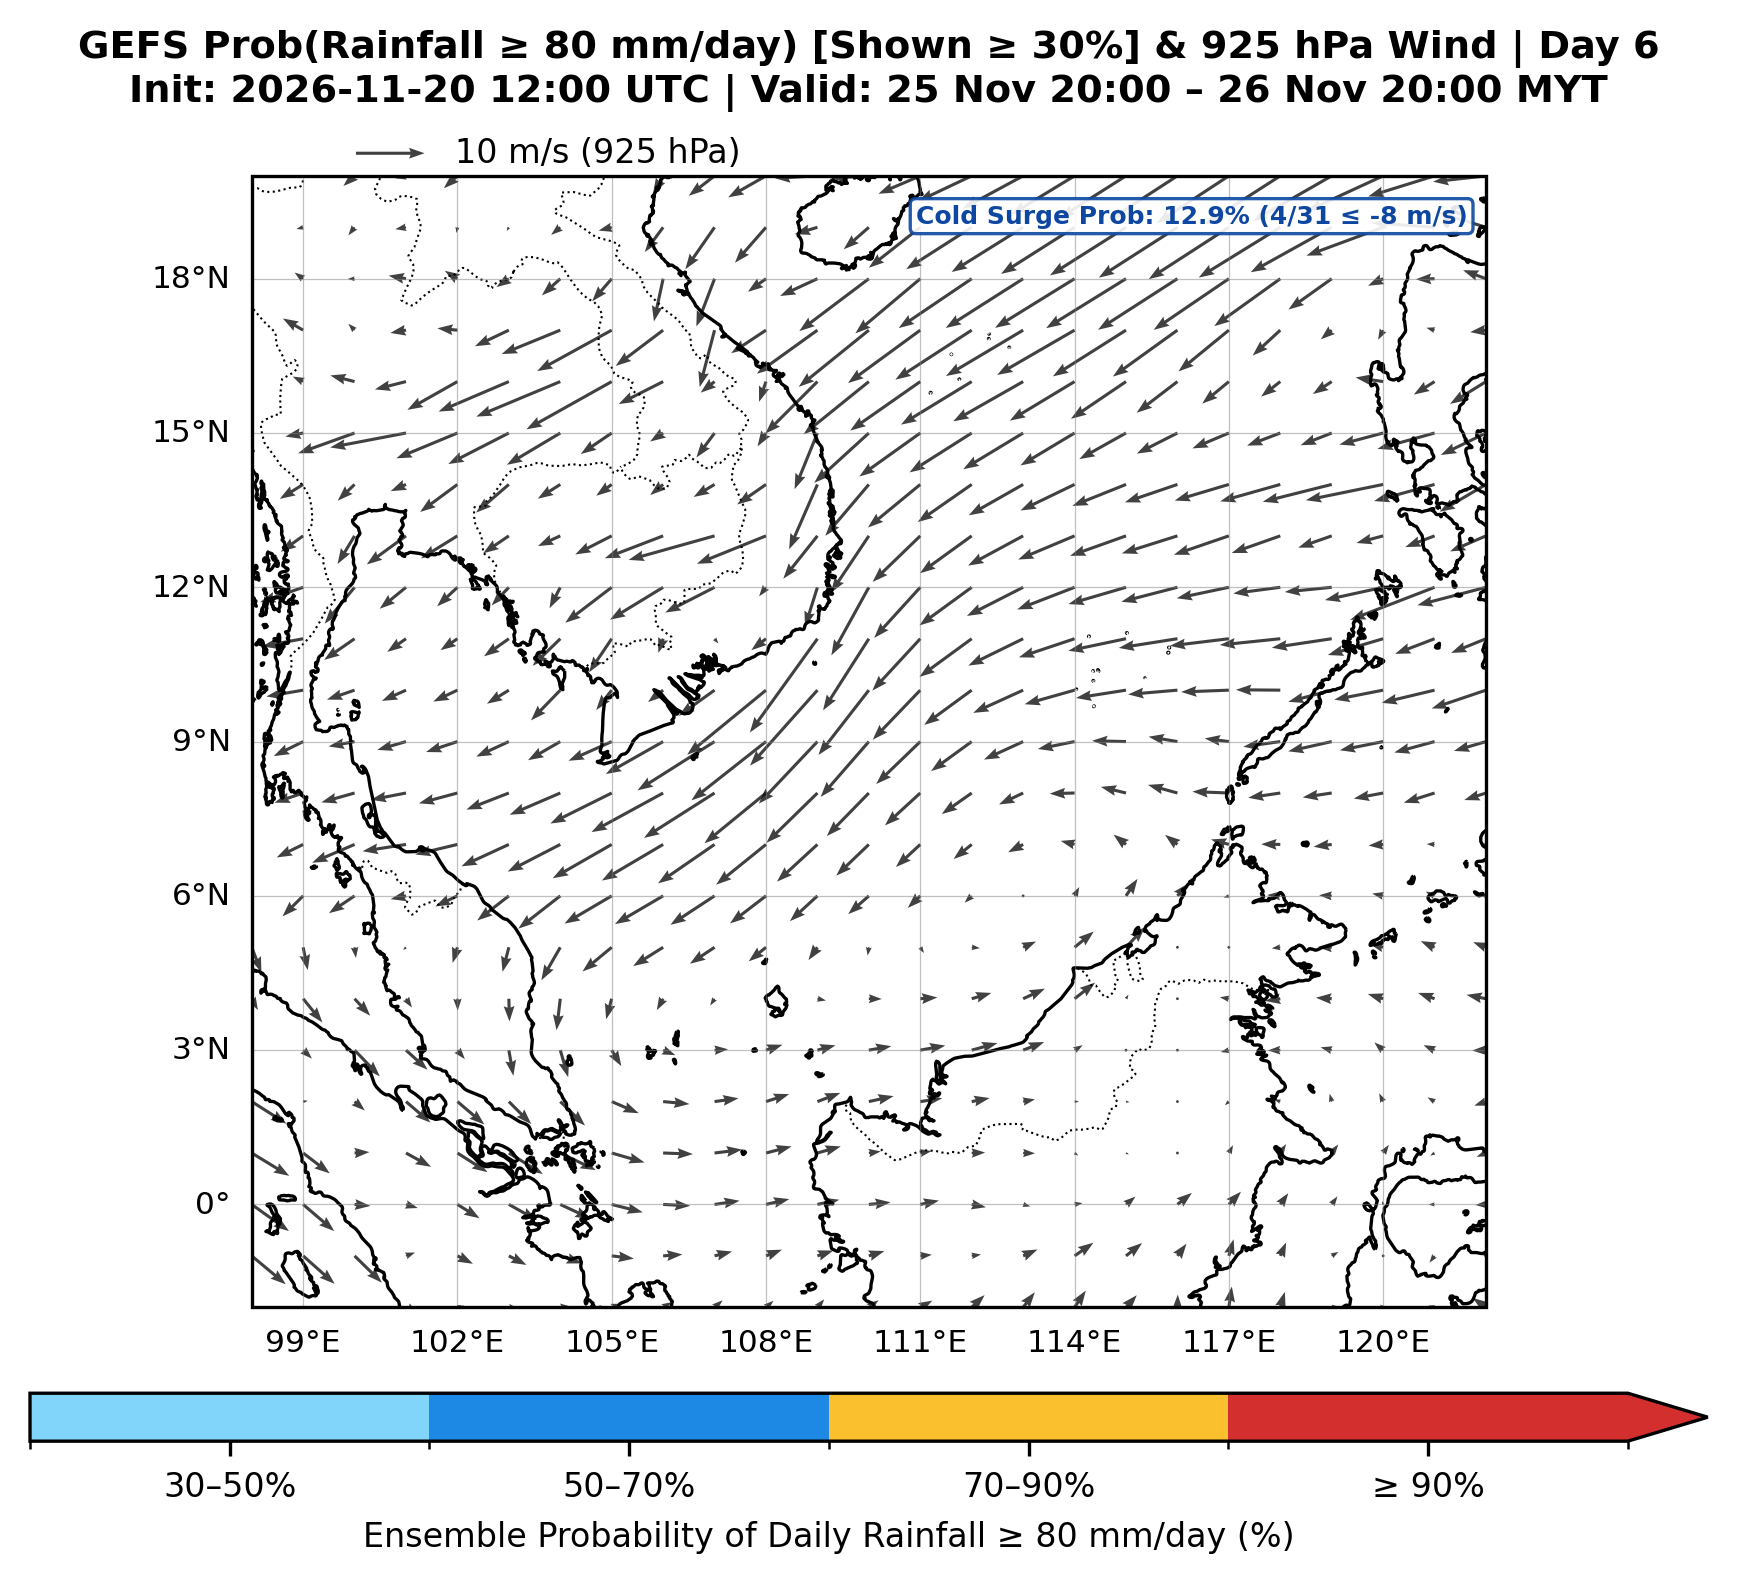 GEFS Prob(Rainfall ≥ 80 mm/day) [Shown ≥ 30%] & 925 hPa Wind | Day 6
Init: 2026-11-20 12:00 UTC | Valid: 25 Nov 20:00 – 26 Nov 20:00 MYT
10 m/s (925 hPa)
Cold Surge Prob: 12.9% (4/31 ≤ -8 m/s)
18°N
15°N
12°N
9°N
6°N
3°N
0°
99°E 102°E 105°E 108°E 111°E 114°E 117°E 120°E
30–50% 50–70% 70–90% ≥ 90%
Ensemble Probability of Daily Rainfall ≥ 80 mm/day (%)